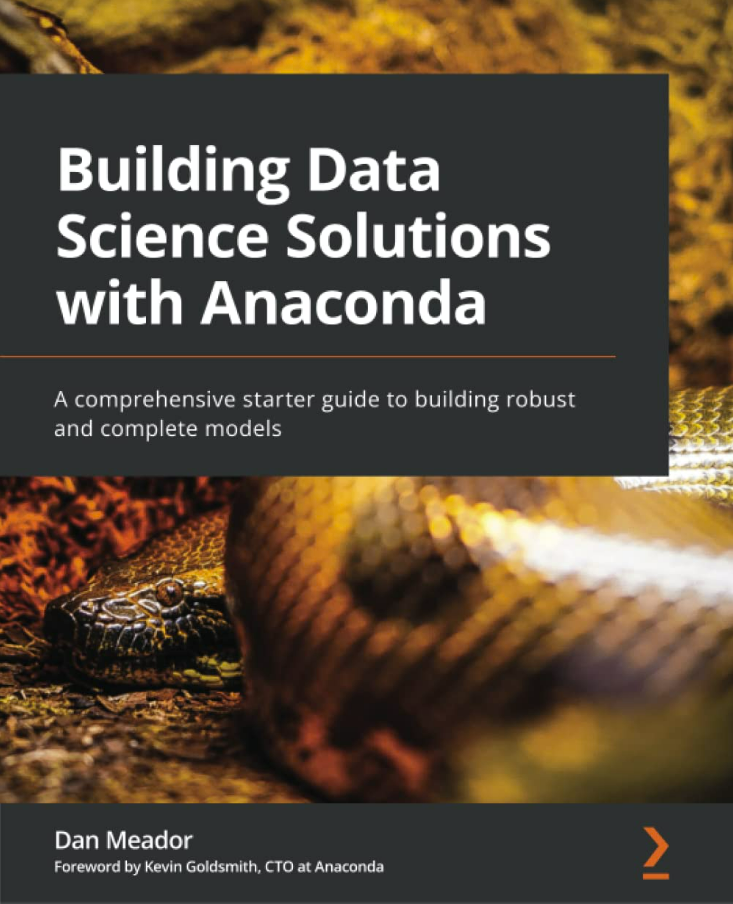 Building Data
Science Solutions
with Anaconda
A comprehensive starter guide to building robust
and complete models
Dan Meador
Foreword by Kevin Goldsmith, CTO at Anaconda